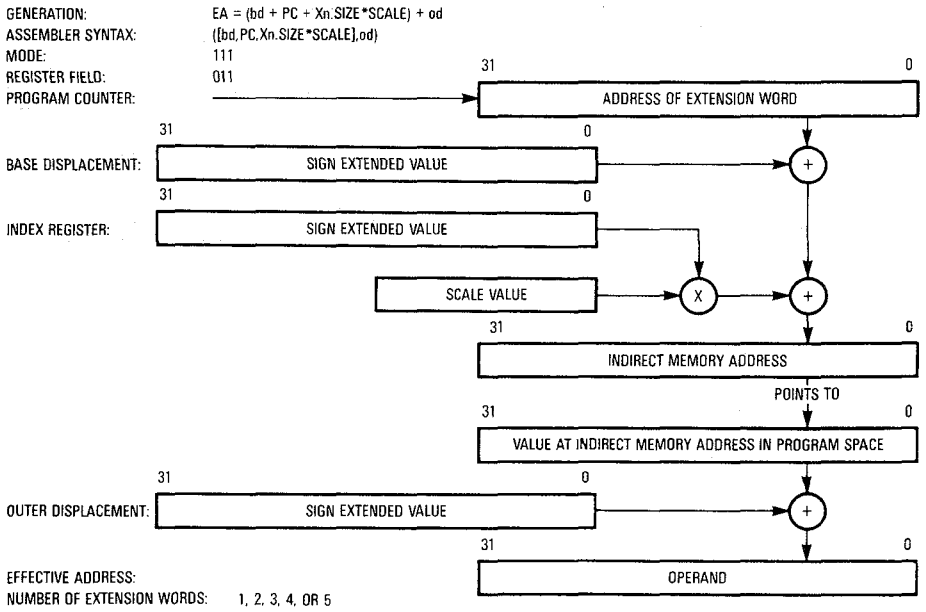 GENERATION: EA = (bd + PC + Xn.SIZE*SCALE) + od
ASSEMBLER SYNTAX: ([bd,PC,Xn.SIZE*SCALE],od)
MODE: 111
REGISTER FIELD: 011
31 0
PROGRAM COUNTER: ADDRESS OF EXTENSION WORD
31 0
BASE DISPLACEMENT: SIGN EXTENDED VALUE +
31 0
INDEX REGISTER: SIGN EXTENDED VALUE
SCALE VALUE X +
31 0
INDIRECT MEMORY ADDRESS
POINTS TO
31 0
VALUE AT INDIRECT MEMORY ADDRESS IN PROGRAM SPACE
31 0
OUTER DISPLACEMENT: SIGN EXTENDED VALUE +
31 0
EFFECTIVE ADDRESS: OPERAND
NUMBER OF EXTENSION WORDS: 1, 2, 3, 4, OR 5